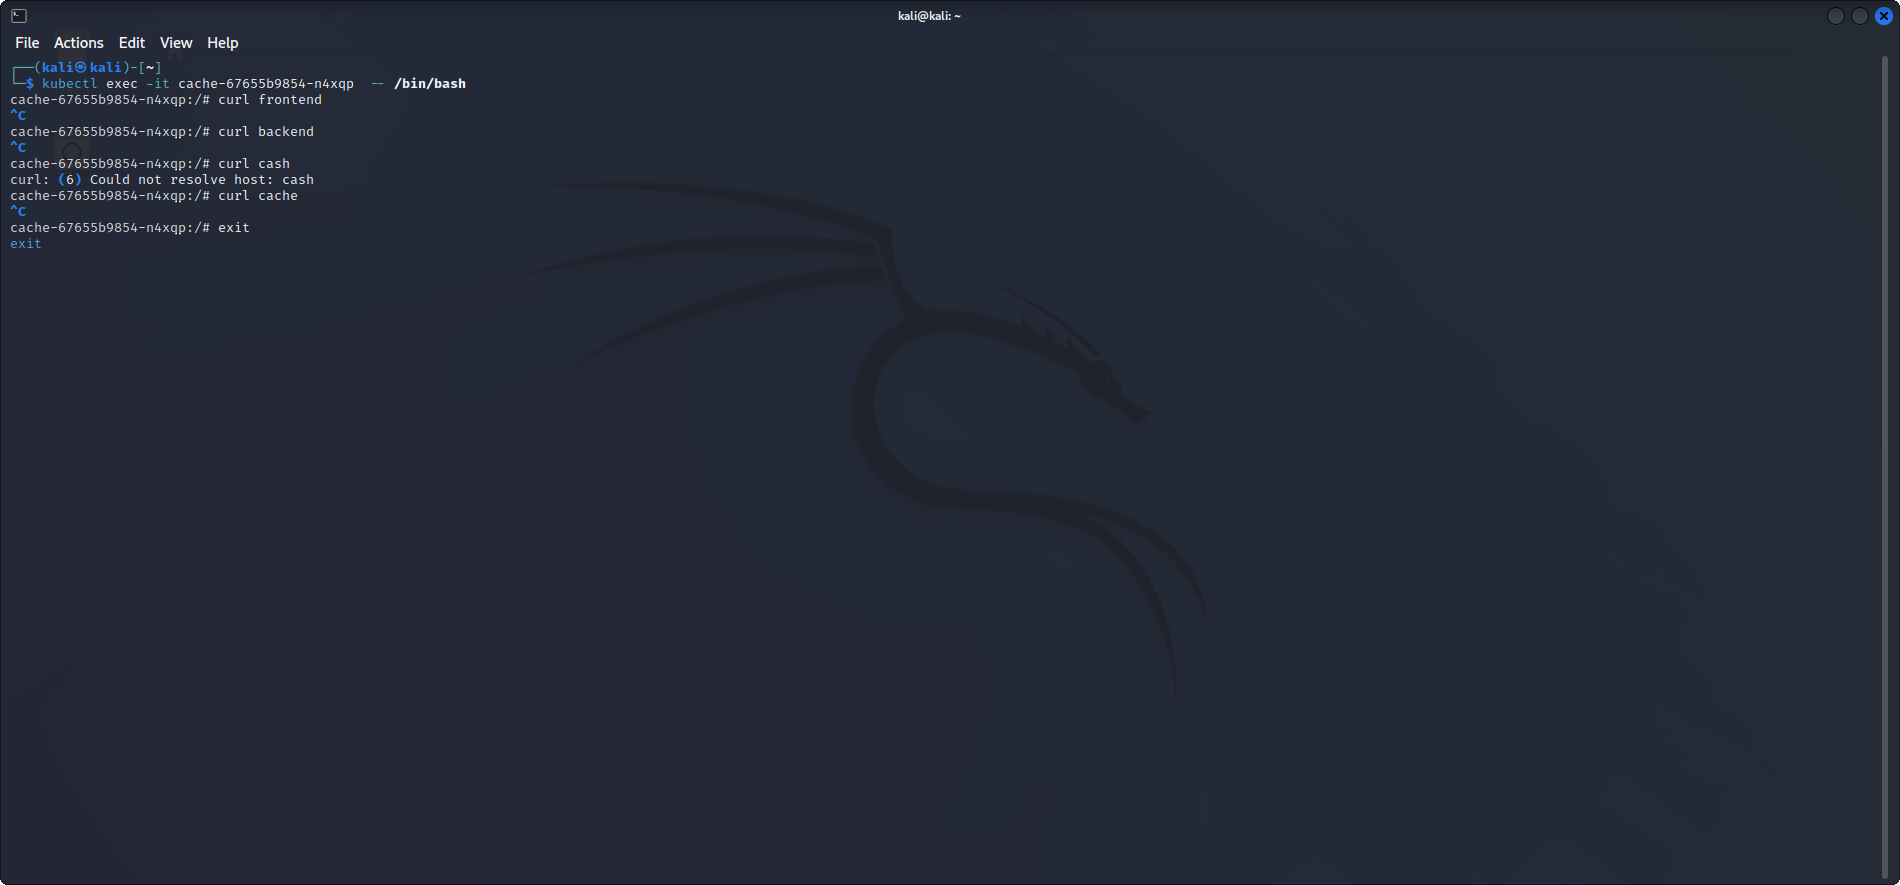 kali@kali: ~
File Actions Edit View Help
┌──(kali㉿kali)-[~]
└─$ kubectl exec -it cache-67655b9854-n4xqp  -- /bin/bash
cache-67655b9854-n4xqp:/# curl frontend
^C
cache-67655b9854-n4xqp:/# curl backend
^C
cache-67655b9854-n4xqp:/# curl cash
curl: (6) Could not resolve host: cash
cache-67655b9854-n4xqp:/# curl cache
^C
cache-67655b9854-n4xqp:/# exit
exit